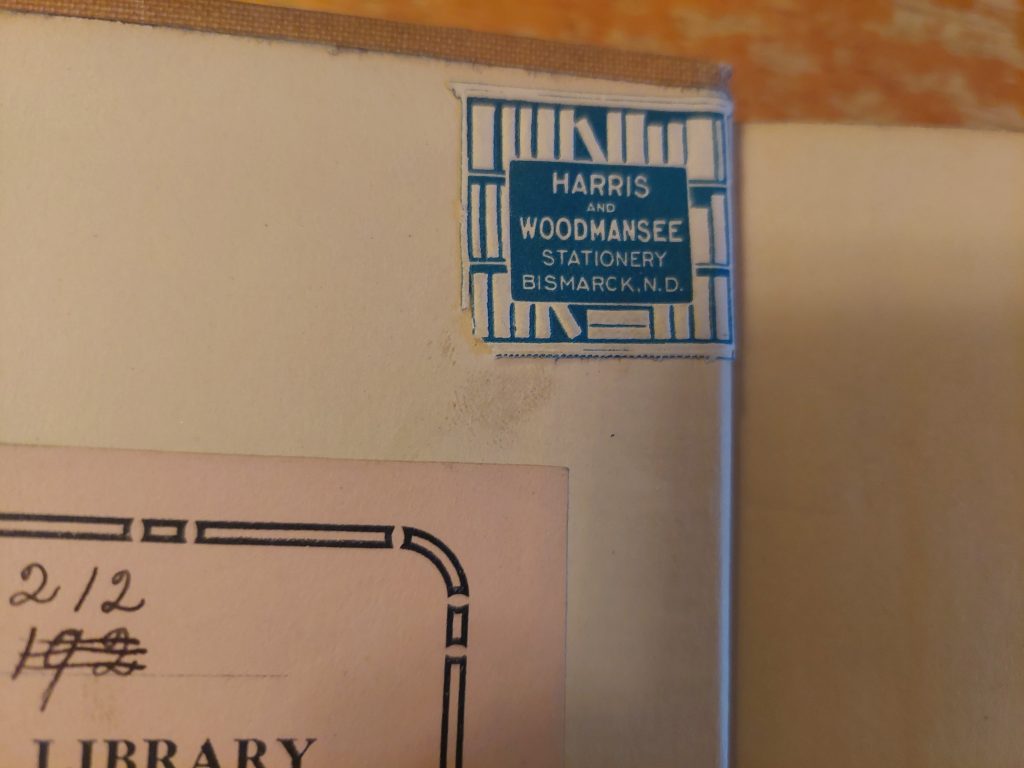 HARRIS
AND
WOODMANSEE
STATIONERY
BISMARCK, N.D.
212
192
LIBRARY